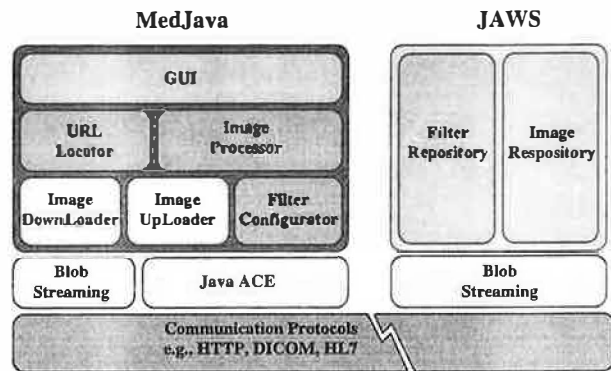 MedJava
JAWS
GUI
URL
Locator
Image
Processor
Filter
Repository
Image
Respository
Image
DownLoader
Image
UpLoader
Filter
Configurator
Blob
Streaming
Java ACE
Blob
Streaming
Communication Protocols
e.g., HTTP, DICOM, HL7